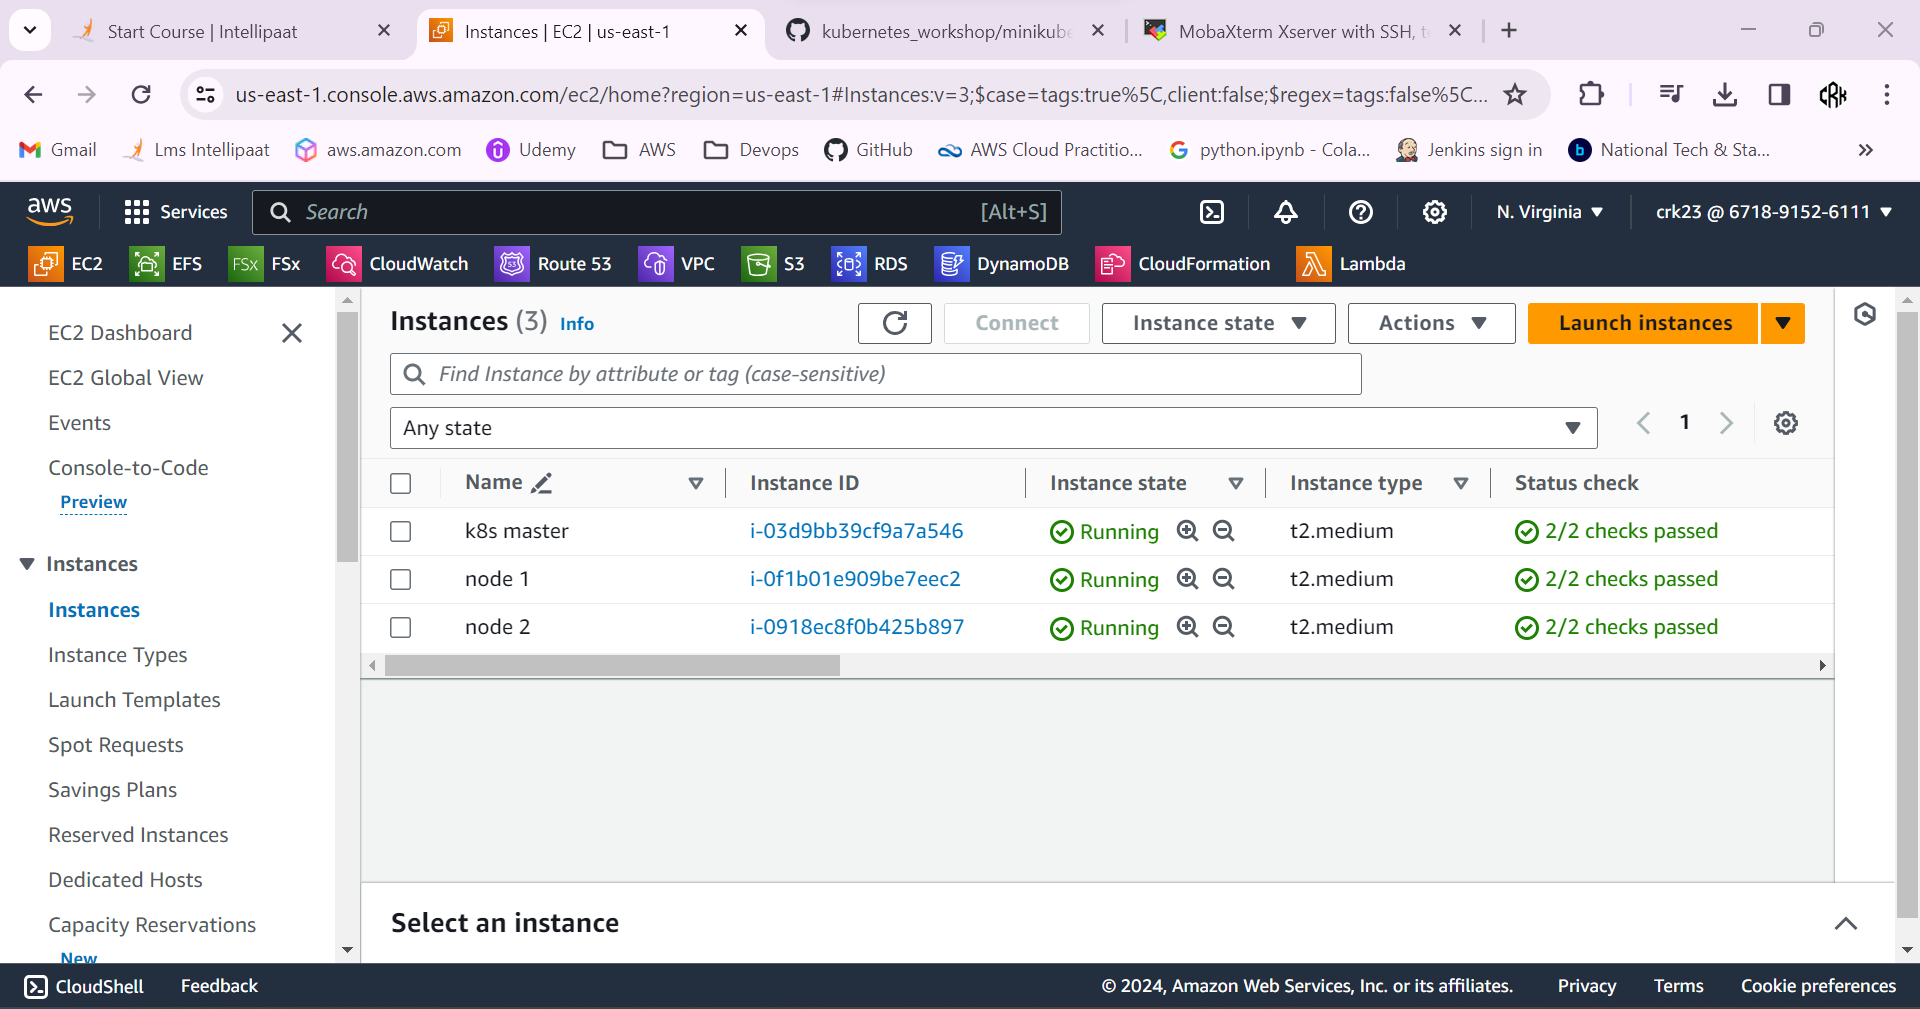 Start Course | Intellipaat
Instances | EC2 | us-east-1
kubernetes_workshop/minikube
MobaXterm Xserver with SSH, te
us-east-1.console.aws.amazon.com/ec2/home?region=us-east-1#Instances:v=3;$case=tags:true%5C,client:false;$regex=tags:false%5C...
cRk
Gmail
Lms Intellipaat
aws.amazon.com
Udemy
AWS
Devops
GitHub
AWS Cloud Practitio...
python.ipynb - Cola...
Jenkins sign in
b
National Tech & Sta...
aws
Services
Search
[Alt+S]
N. Virginia
crk23 @ 6718-9152-6111
EC2
EFS
FSx
FSx
CloudWatch
53
Route 53
VPC
S3
RDS
DynamoDB
CloudFormation
Lambda
EC2 Dashboard
EC2 Global View
Events
Console-to-Code
Preview
Instances
Instances
Instance Types
Launch Templates
Spot Requests
Savings Plans
Reserved Instances
Dedicated Hosts
Capacity Reservations
New
Instances (3) Info
Connect
Instance state
Actions
Launch instances
Find Instance by attribute or tag (case-sensitive)
Any state
1
Name Instance ID Instance state Instance type Status check
k8s master i-03d9bb39cf9a7a546 Running t2.medium 2/2 checks passed
node 1 i-0f1b01e909be7eec2 Running t2.medium 2/2 checks passed
node 2 i-0918ec8f0b425b897 Running t2.medium 2/2 checks passed
Select an instance
CloudShell
Feedback
© 2024, Amazon Web Services, Inc. or its affiliates.
Privacy
Terms
Cookie preferences